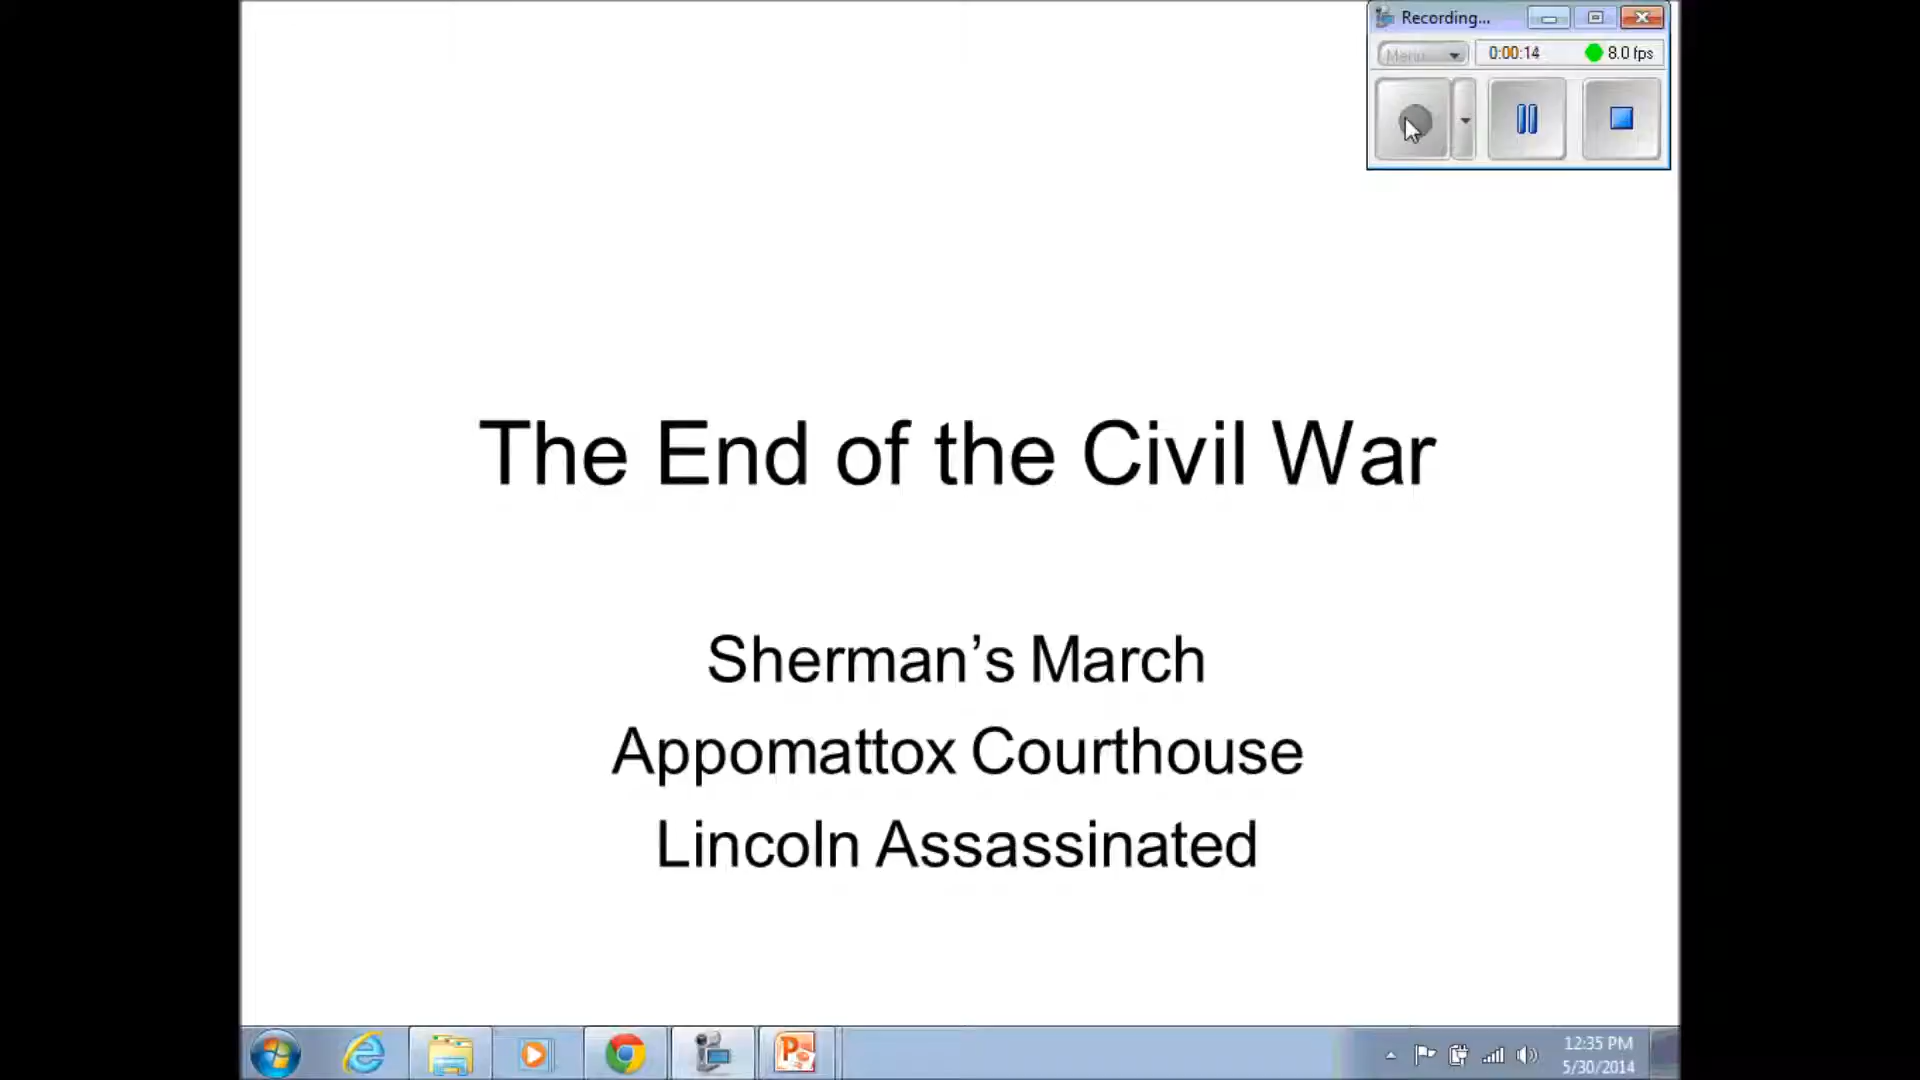 Recording...
Menu
0:00:14
8.0 fps
The End of the Civil War
Sherman’s March
Appomattox Courthouse
Lincoln Assassinated
12:35 PM
5/30/2014